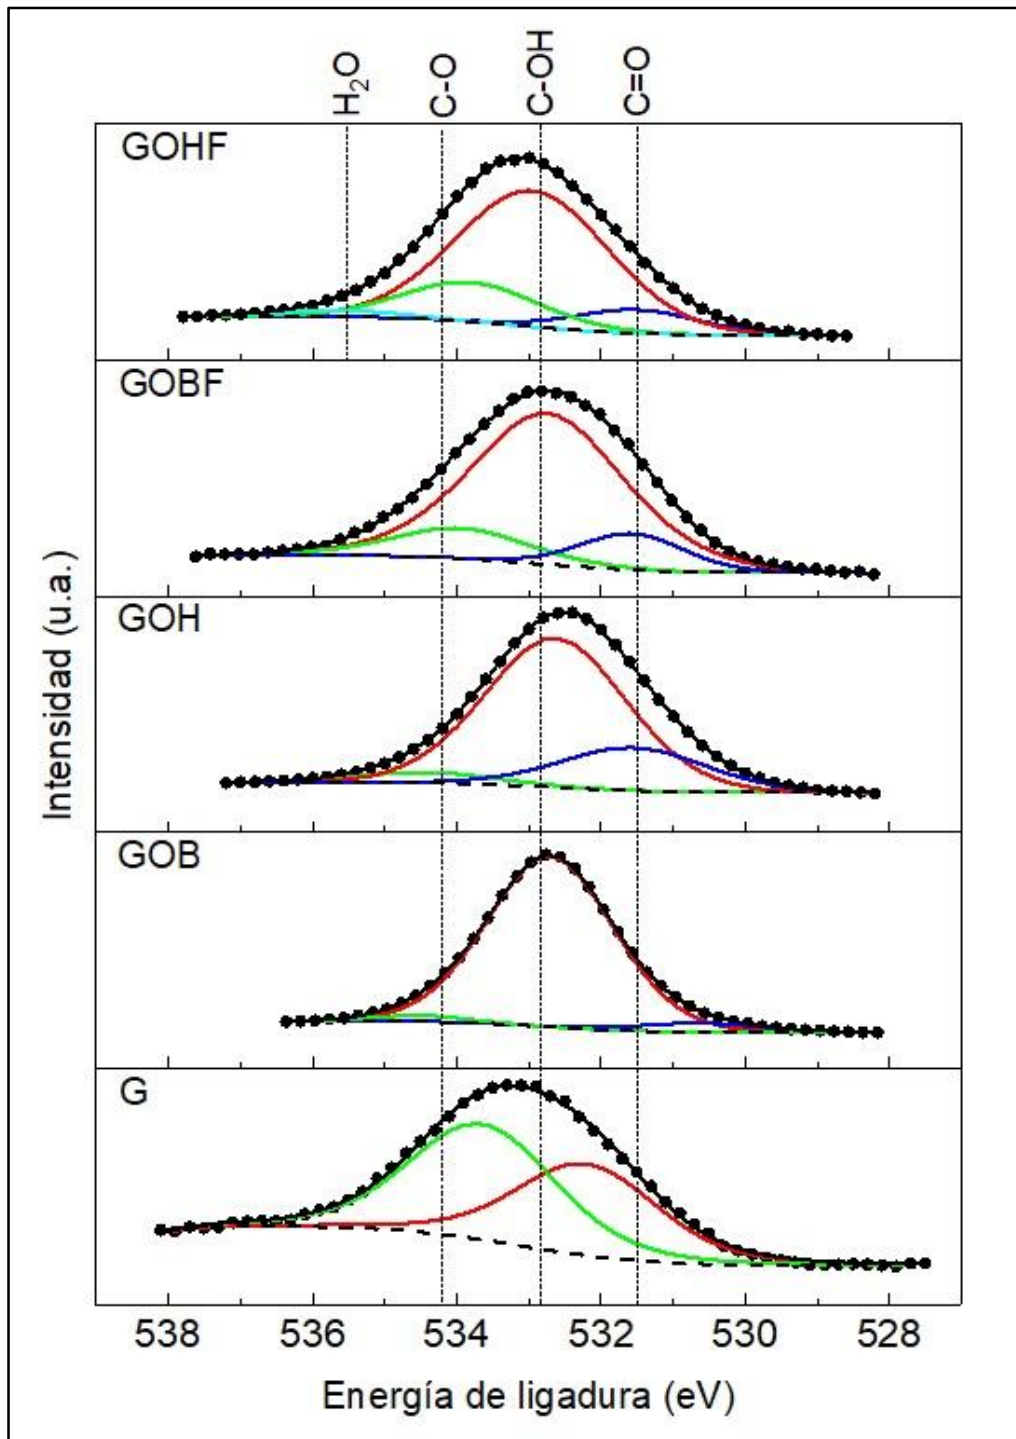 H₂O C-O C-OH C=O
GOHF
GOBF
GOH
GOB
G
Intensidad (u.a.)
538 536 534 532 530 528
Energía de ligadura (eV)